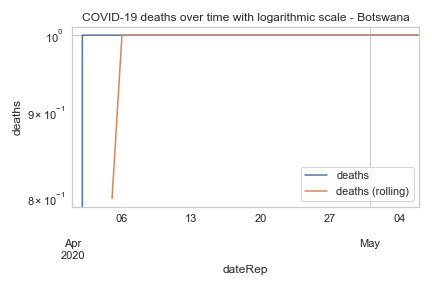 COVID-19 deaths over time with logarithmic scale - Botswana
10⁰
9 × 10⁻¹
8 × 10⁻¹
deaths
deaths
deaths (rolling)
06 13 20 27 04
Apr May
2020
dateRep